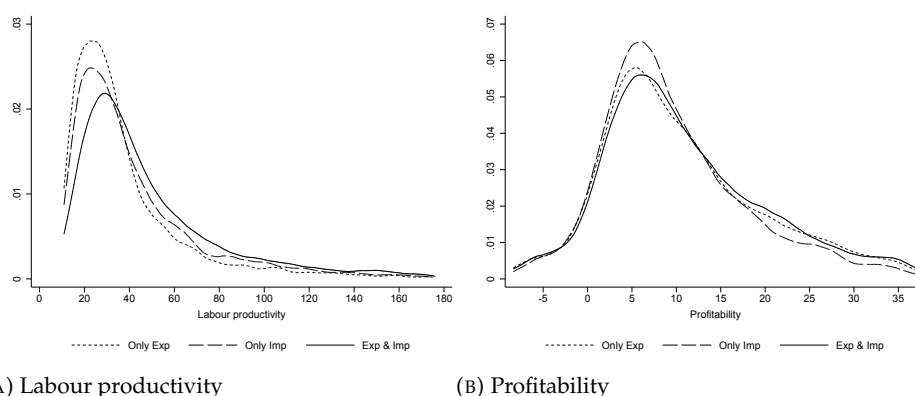 .03
.02
.01
0
0 20 40 60 80 100 120 140 160 180
Labour productivity
Only Exp Only Imp Exp & Imp
.07
.06
.05
.04
.03
.02
.01
0
-5 0 5 10 15 20 25 30 35
Profitability
Only Exp Only Imp Exp & Imp
A) Labour productivity
(B) Profitability